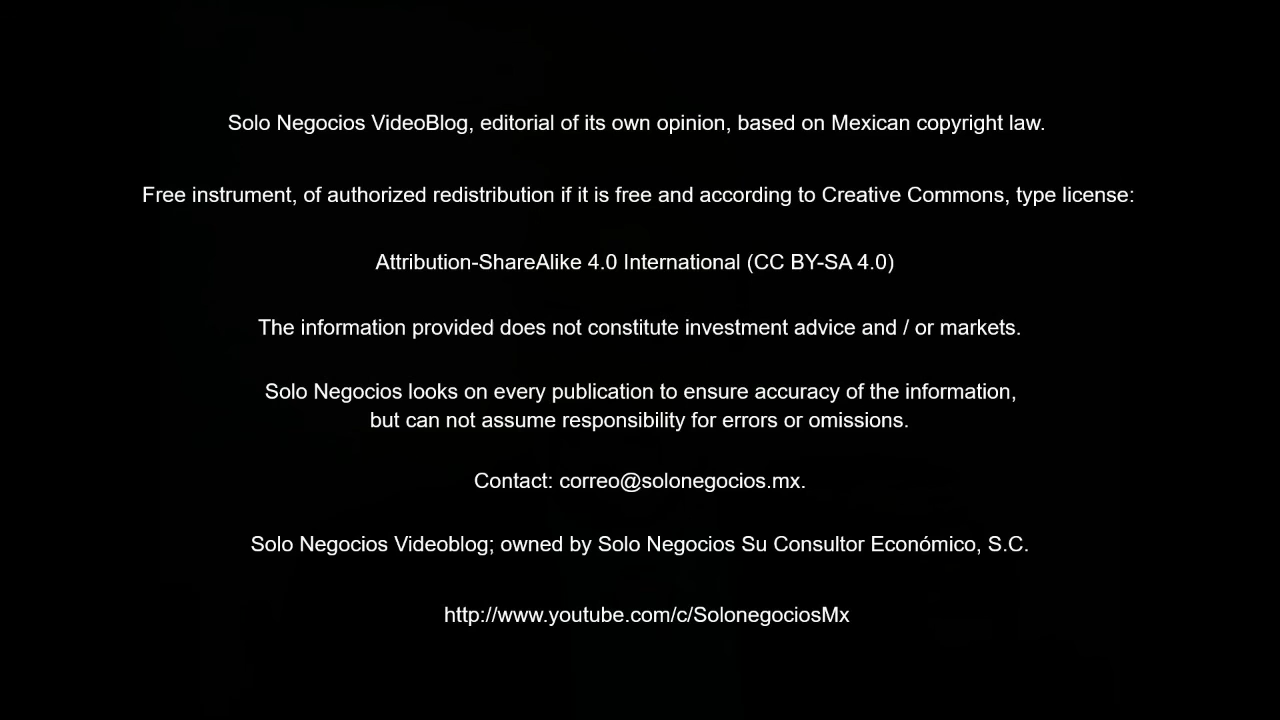 Solo Negocios VideoBlog, editorial of its own opinion, based on Mexican copyright law.
Free instrument, of authorized redistribution if it is free and according to Creative Commons, type license:
Attribution-ShareAlike 4.0 International (CC BY-SA 4.0)
The information provided does not constitute investment advice and / or markets.
Solo Negocios looks on every publication to ensure accuracy of the information,
but can not assume responsibility for errors or omissions.
Contact: correo@solonegocios.mx.
Solo Negocios Videoblog; owned by Solo Negocios Su Consultor Económico, S.C.
http://www.youtube.com/c/SolonegociosMx